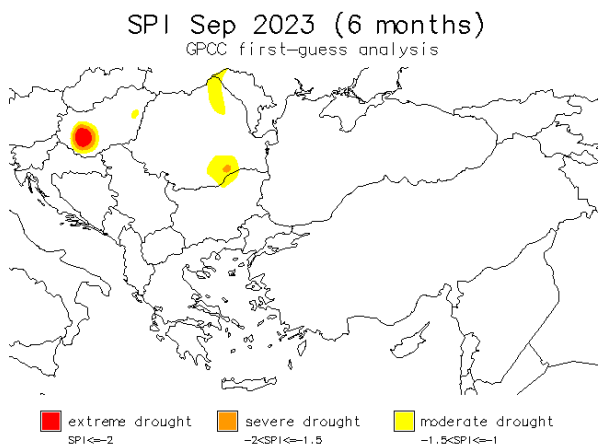 SPI Sep 2023 (6 months)
GPCC first-guess analysis
extreme drought severe drought moderate drought
SPI<=-2 -2<SPI<=-1.5 -1.5<SPI<=-1